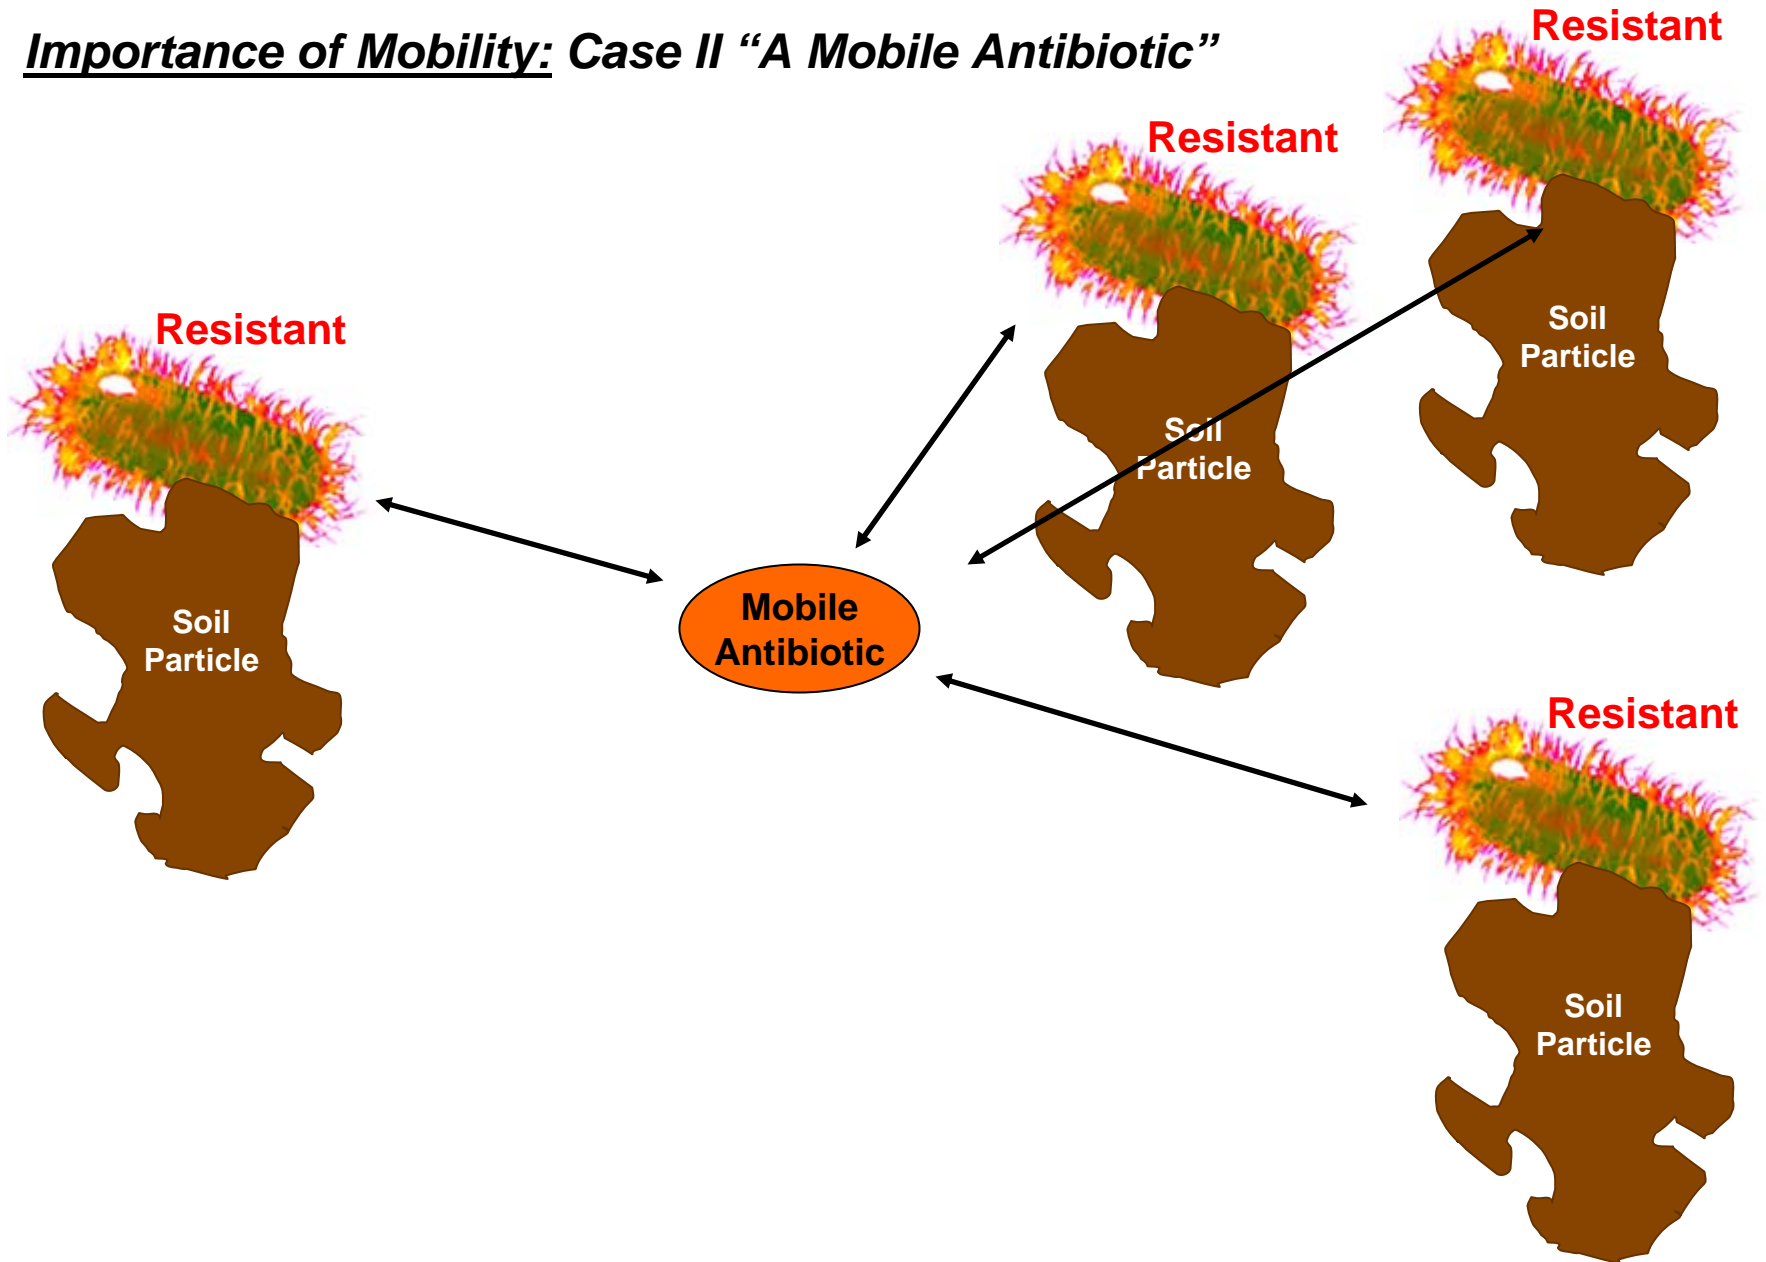 Importance of Mobility: Case II “A Mobile Antibiotic”
Resistant
Resistant
Resistant
Soil
Particle
Soil
Particle
Mobile
Antibiotic
Soil
Particle
Resistant
Soil
Particle